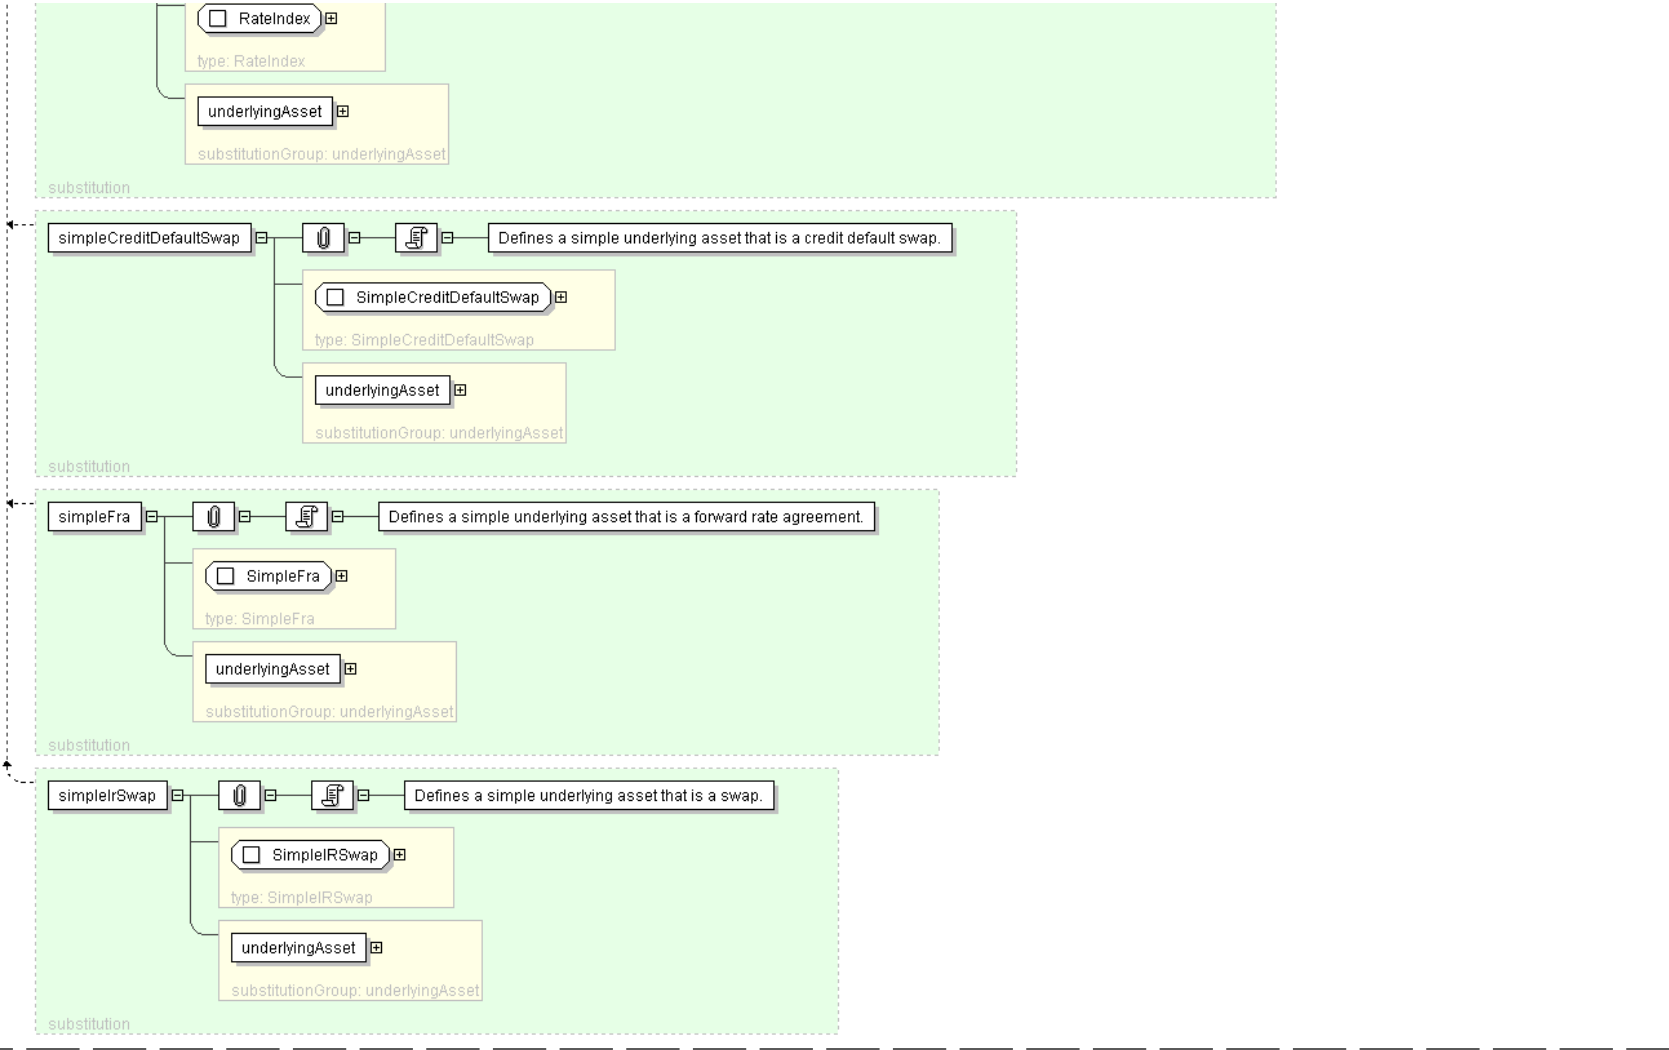 RateIndex
type: RateIndex
underlyingAsset
substitutionGroup: underlyingAsset
substitution
simpleCreditDefaultSwap
Defines a simple underlying asset that is a credit default swap.
SimpleCreditDefaultSwap
type: SimpleCreditDefaultSwap
underlyingAsset
substitutionGroup: underlyingAsset
substitution
simpleFra
Defines a simple underlying asset that is a forward rate agreement.
SimpleFra
type: SimpleFra
underlyingAsset
substitutionGroup: underlyingAsset
substitution
simpleIrSwap
Defines a simple underlying asset that is a swap.
SimpleIRSwap
type: SimpleIRSwap
underlyingAsset
substitutionGroup: underlyingAsset
substitution